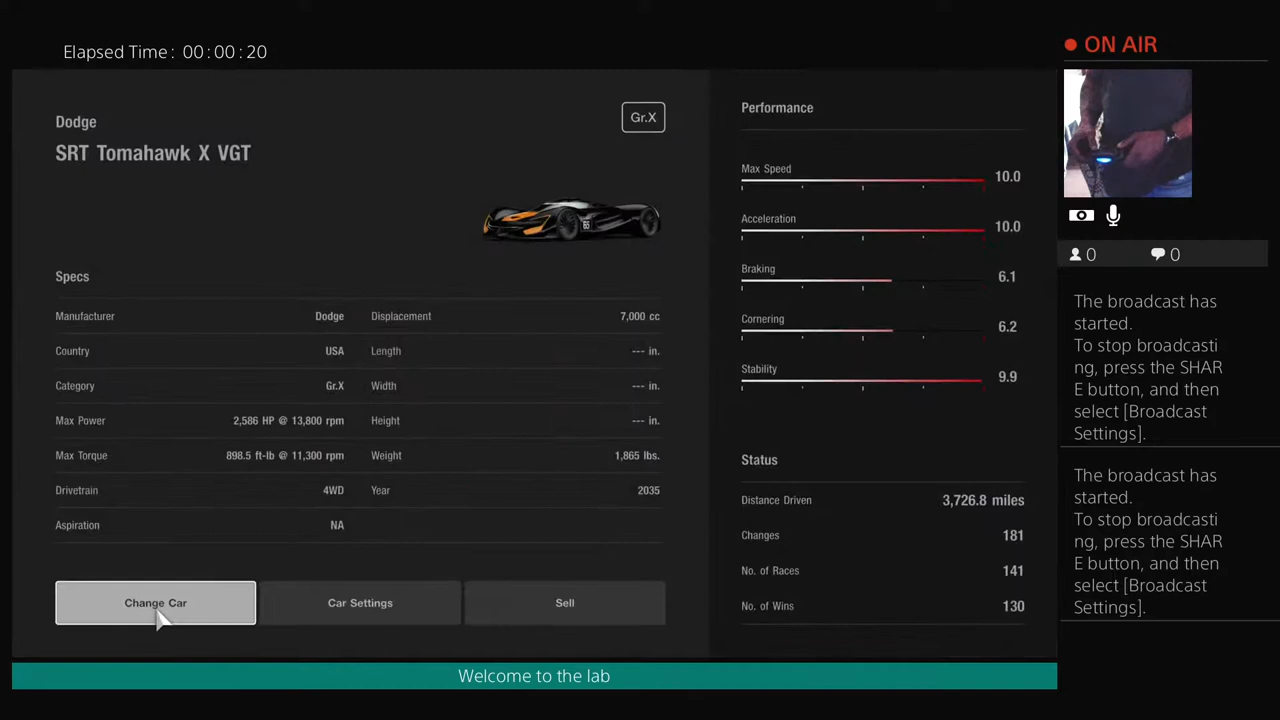 Elapsed Time: 00:00:20
ON AIR
Dodge
SRT Tomahawk X VGT
Gr.X
65
Specs
Manufacturer Dodge
Displacement 7,000 cc
Country USA
Length --- in.
Category Gr.X
Width --- in.
Max Power 2,586 HP @ 13,800 rpm
Height --- in.
Max Torque 898.5 ft-lb @ 11,300 rpm
Weight 1,865 lbs.
Drivetrain 4WD
Year 2035
Aspiration NA
Change Car
Car Settings
Sell
Performance
Max Speed 10.0
Acceleration 10.0
Braking 6.1
Cornering 6.2
Stability 9.9
Status
Distance Driven 3,726.8 miles
Changes 181
No. of Races 141
No. of Wins 130
0 0
The broadcast has
started.
To stop broadcasti
ng, press the SHAR
E button, and then
select [Broadcast
Settings].
The broadcast has
started.
To stop broadcasti
ng, press the SHAR
E button, and then
select [Broadcast
Settings].
Welcome to the lab